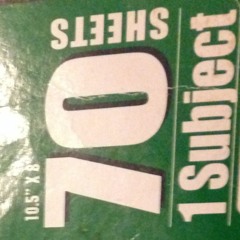 10.5" X 8
70
SHEETS
1 Subject